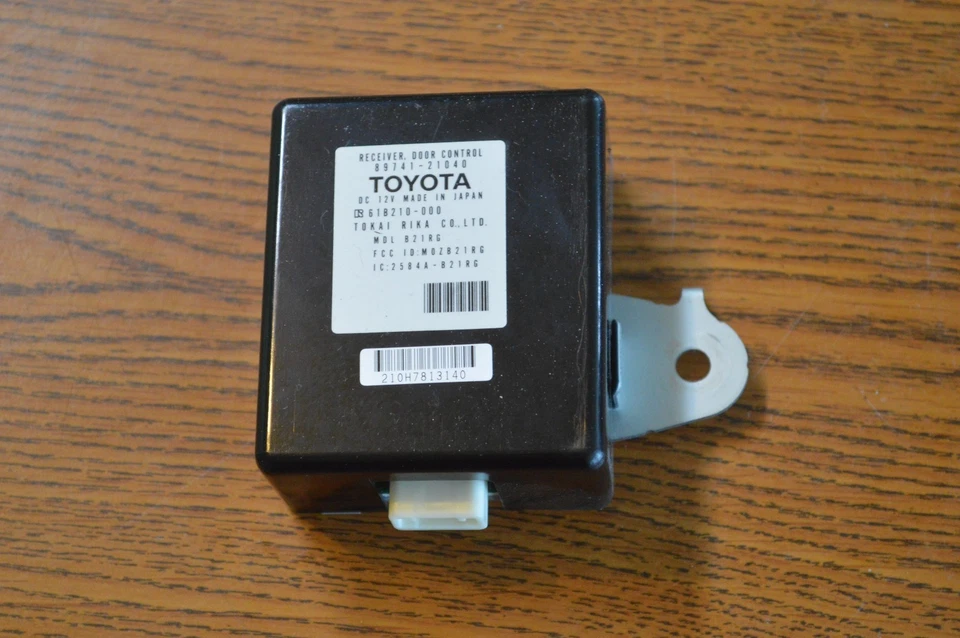 RECEIVER, DOOR CONTROL
89741-21040
TOYOTA
DC 12V MADE IN JAPAN
61B210-000
TOKAI RIKA CO.,LTD.
MDL B21RG
FCC ID:MOZB21RG
IC:2584A-B21RG
210H7813140